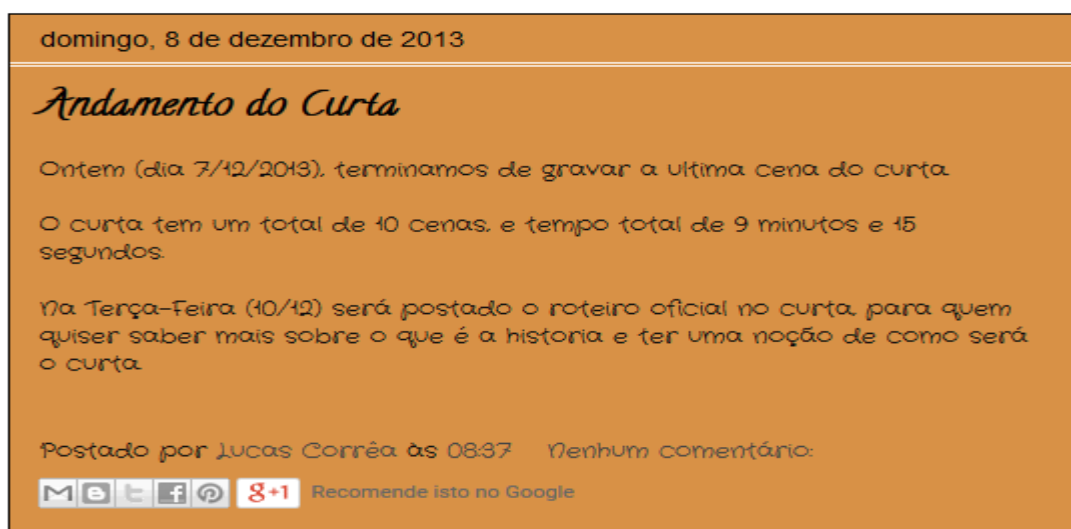 domingo, 8 de dezembro de 2013
Andamento do Curta
Ontem (dia 7/12/2013), terminamos de gravar a ultima cena do curta.
O curta tem um total de 10 cenas, e tempo total de 9 minutos e 15
segundos.
Na Terça-Feira (10/12) será postado o roteiro oficial no curta, para quem
quiser saber mais sobre o que é a historia e ter uma noção de como será
o curta.
Postado por Lucas Corrêa às 08:37 Nenhum comentário:
g+1 Recomende isto no Google